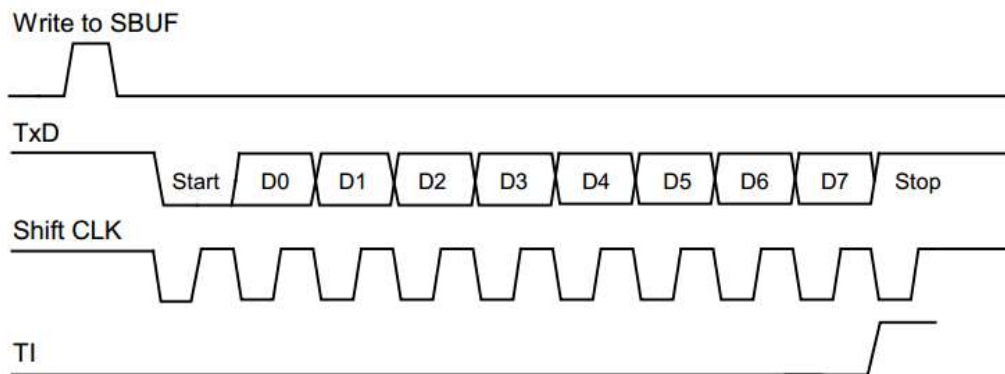 Write to SBUF
TxD
Start D0 D1 D2 D3 D4 D5 D6 D7 Stop
Shift CLK
TI